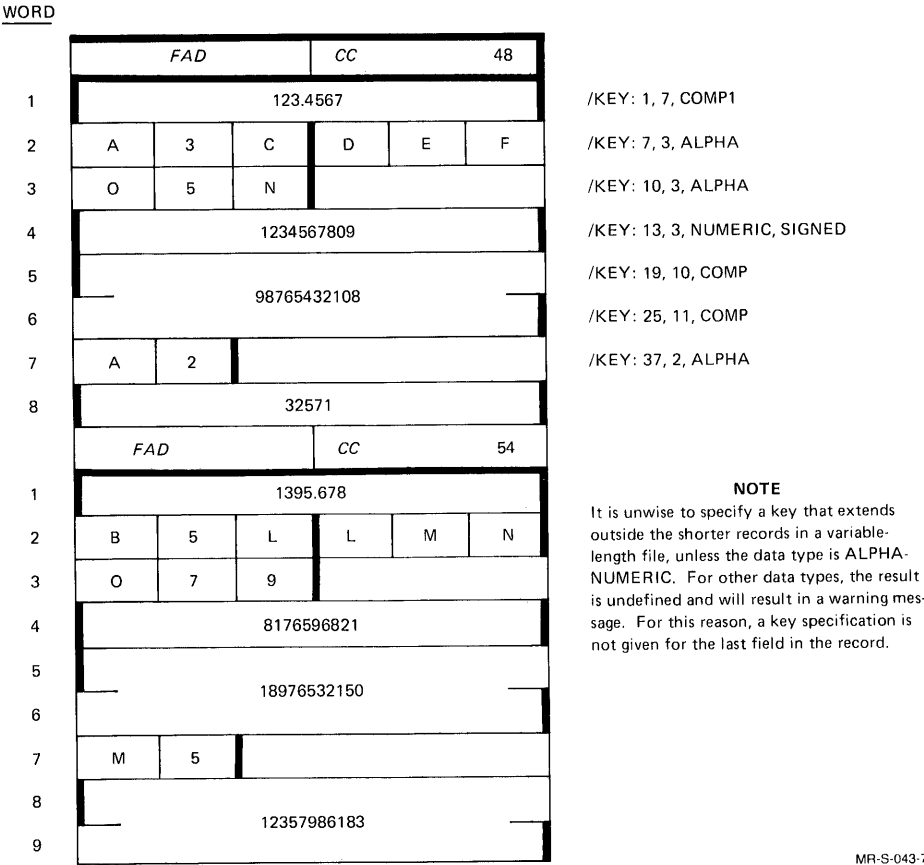 WORD
FAD CC 48
1 123.4567 /KEY: 1, 7, COMP1
2 A 3 C D E F /KEY: 7, 3, ALPHA
3 O 5 N /KEY: 10, 3, ALPHA
4 1234567809 /KEY: 13, 3, NUMERIC, SIGNED
5 /KEY: 19, 10, COMP
98765432108
6 /KEY: 25, 11, COMP
7 A 2 /KEY: 37, 2, ALPHA
8 32571
FAD CC 54
1 1395.678
2 B 5 L L M N
3 O 7 9
4 8176596821
5
18976532150
6
7 M 5
8
12357986183
9
NOTE
It is unwise to specify a key that extends
outside the shorter records in a variable-
length file, unless the data type is ALPHA-
NUMERIC. For other data types, the result
is undefined and will result in a warning mes-
sage. For this reason, a key specification is
not given for the last field in the record.